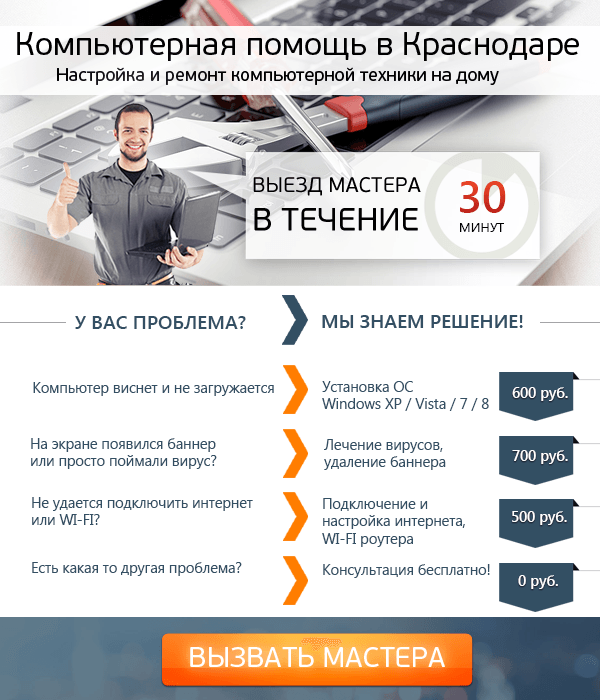 Компьютерная помощь в Краснодаре
Настройка и ремонт компьютерной техники на дому
ВЫЕЗД МАСТЕРА
В ТЕЧЕНИЕ
30
МИНУТ
У ВАС ПРОБЛЕМА?
МЫ ЗНАЕМ РЕШЕНИЕ!
Компьютер виснет и не загружается
Установка ОС
Windows XP / Vista / 7 / 8
600 руб.
На экране появился баннер
или просто поймали вирус?
Лечение вирусов,
удаление баннера
700 руб.
Не удается подключить интернет
или WI-FI?
Подключение и
настройка интернета,
WI-FI роутера
500 руб.
Есть какая то другая проблема?
Консультация бесплатно!
0 руб.
ВЫЗВАТЬ МАСТЕРА